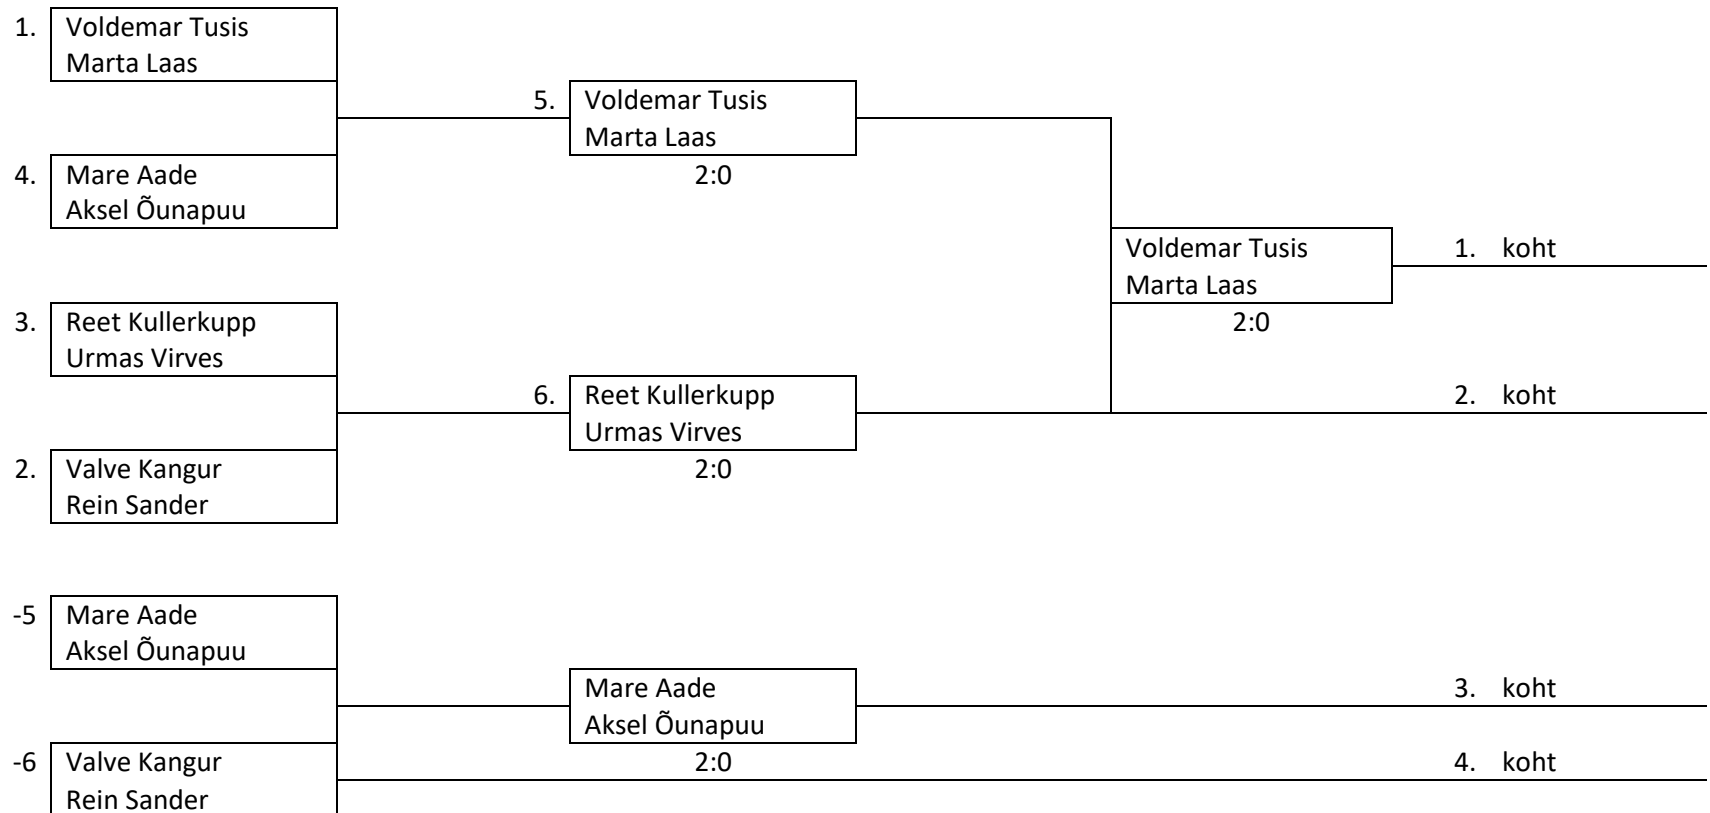 1. Voldemar Tusis
Marta Laas
5. Voldemar Tusis
Marta Laas
4. Mare Aade 2:0
Aksel Õunapuu
Voldemar Tusis 1. koht
Marta Laas
3. Reet Kullerkupp 2:0
Urmas Virves
6. Reet Kullerkupp 2. koht
Urmas Virves
2. Valve Kangur 2:0
Rein Sander
-5 Mare Aade
Aksel Õunapuu
Mare Aade 3. koht
Aksel Õunapuu
-6 Valve Kangur 2:0 4. koht
Rein Sander